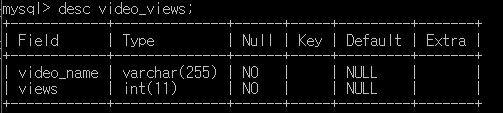 mysql> desc video_views;
+------------+--------------+------+-----+---------+-------+
| Field | Type | Null | Key | Default | Extra |
+------------+--------------+------+-----+---------+-------+
| video_name | varchar(255) | NO | | NULL | |
| views | int(11) | NO | | NULL | |
+------------+--------------+------+-----+---------+-------+